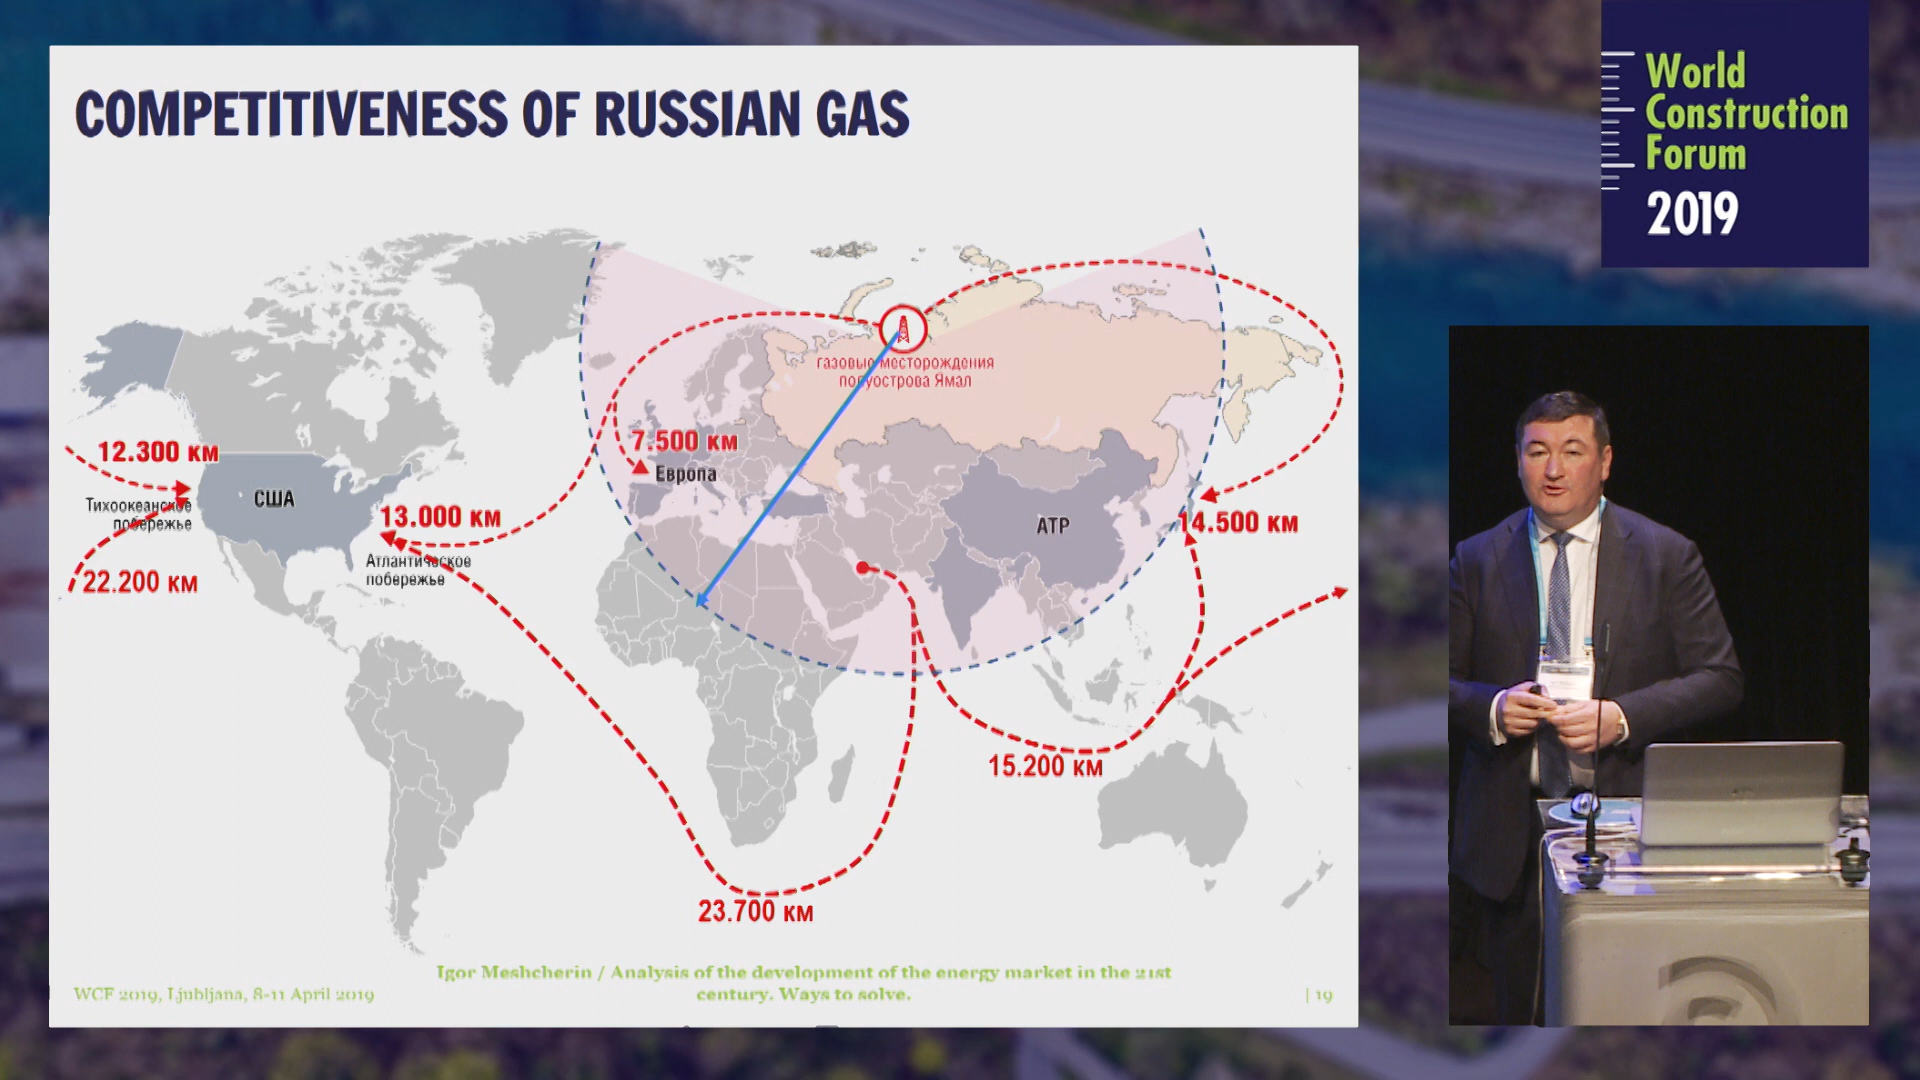 COMPETITIVENESS OF RUSSIAN GAS
газовые месторождения
полуострова Ямал
7.500 км
Европа
12.300 км
США
Тихоокеанское
побережье
13.000 км
АТР
14.500 км
Атлантическое
побережье
22.200 км
15.200 км
23.700 км
Igor Meshcherin / Analysis of the development of the energy market in the 21st
century. Ways to solve.
WCF 2019, Ljubljana, 8-11 April 2019
| 19
World
Construction
Forum
2019